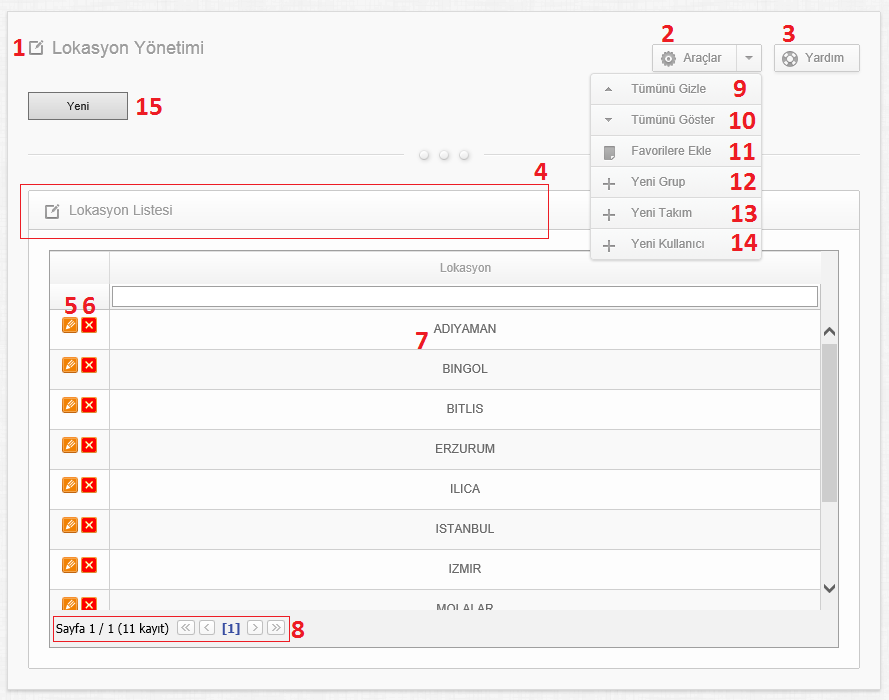 1 Lokasyon Yönetimi
2
3
Araçlar
Yardım
Yeni 15
Tümünü Gizle 9
Tümünü Göster 10
Favorilere Ekle 11
Yeni Grup 12
Yeni Takım 13
Yeni Kullanıcı 14
4
Lokasyon Listesi
Lokasyon
5 6
7
ADIYAMAN
BINGOL
BITLIS
ERZURUM
ILICA
ISTANBUL
IZMIR
MOLALAR
Sayfa 1 / 1 (11 kayıt) [1] 8